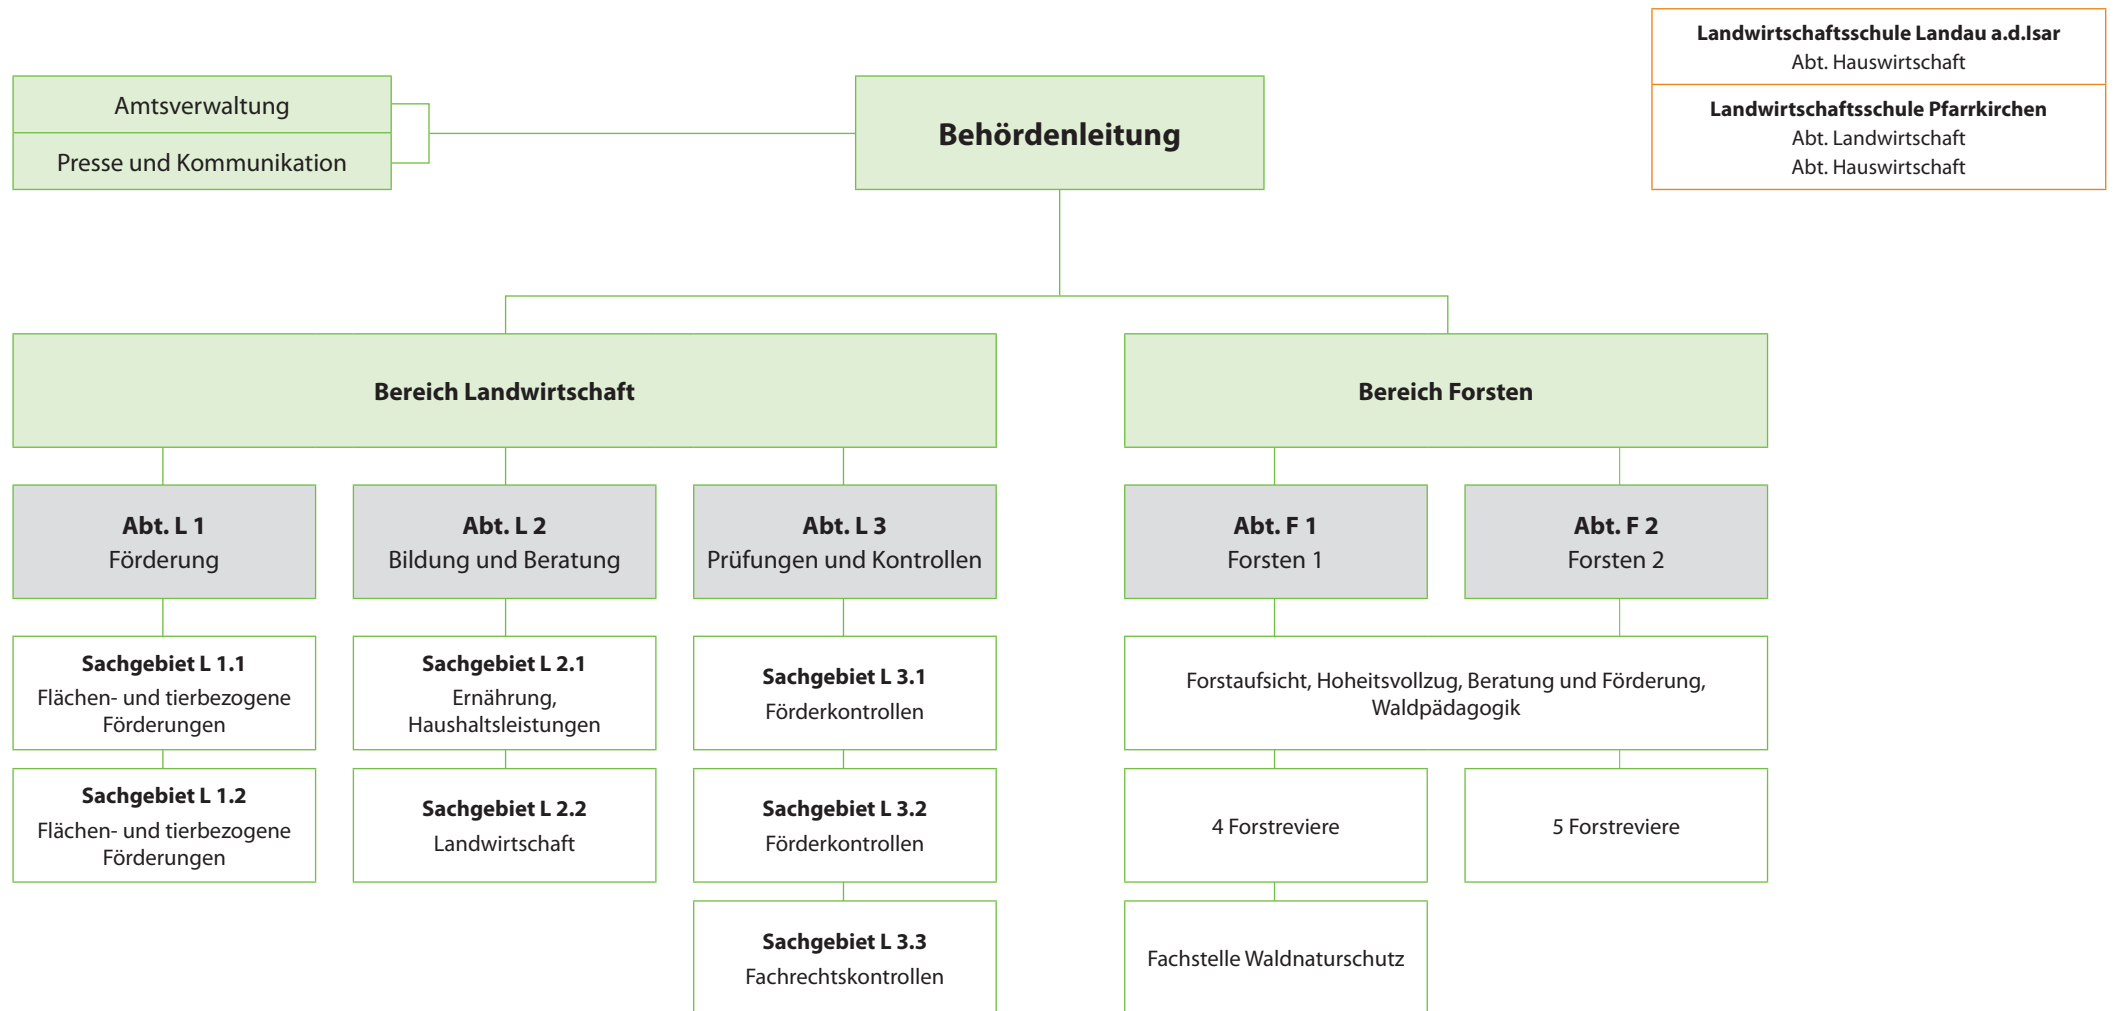 Landwirtschaftsschule Landau a.d.Isar
Abt. Hauswirtschaft
Landwirtschaftsschule Pfarrkirchen
Abt. Landwirtschaft
Abt. Hauswirtschaft
Amtsverwaltung
Presse und Kommunikation
Behördenleitung
Bereich Landwirtschaft
Bereich Forsten
Abt. L 1
Förderung
Abt. L 2
Bildung und Beratung
Abt. L 3
Prüfungen und Kontrollen
Abt. F 1
Forsten 1
Abt. F 2
Forsten 2
Sachgebiet L 1.1
Flächen- und tierbezogene
Förderungen
Sachgebiet L 2.1
Ernährung,
Haushaltsleistungen
Sachgebiet L 3.1
Förderkontrollen
Forstaufsicht, Hoheitsvollzug, Beratung und Förderung,
Waldpädagogik
Sachgebiet L 1.2
Flächen- und tierbezogene
Förderungen
Sachgebiet L 2.2
Landwirtschaft
Sachgebiet L 3.2
Förderkontrollen
4 Forstreviere
5 Forstreviere
Sachgebiet L 3.3
Fachrechtskontrollen
Fachstelle Waldnaturschutz